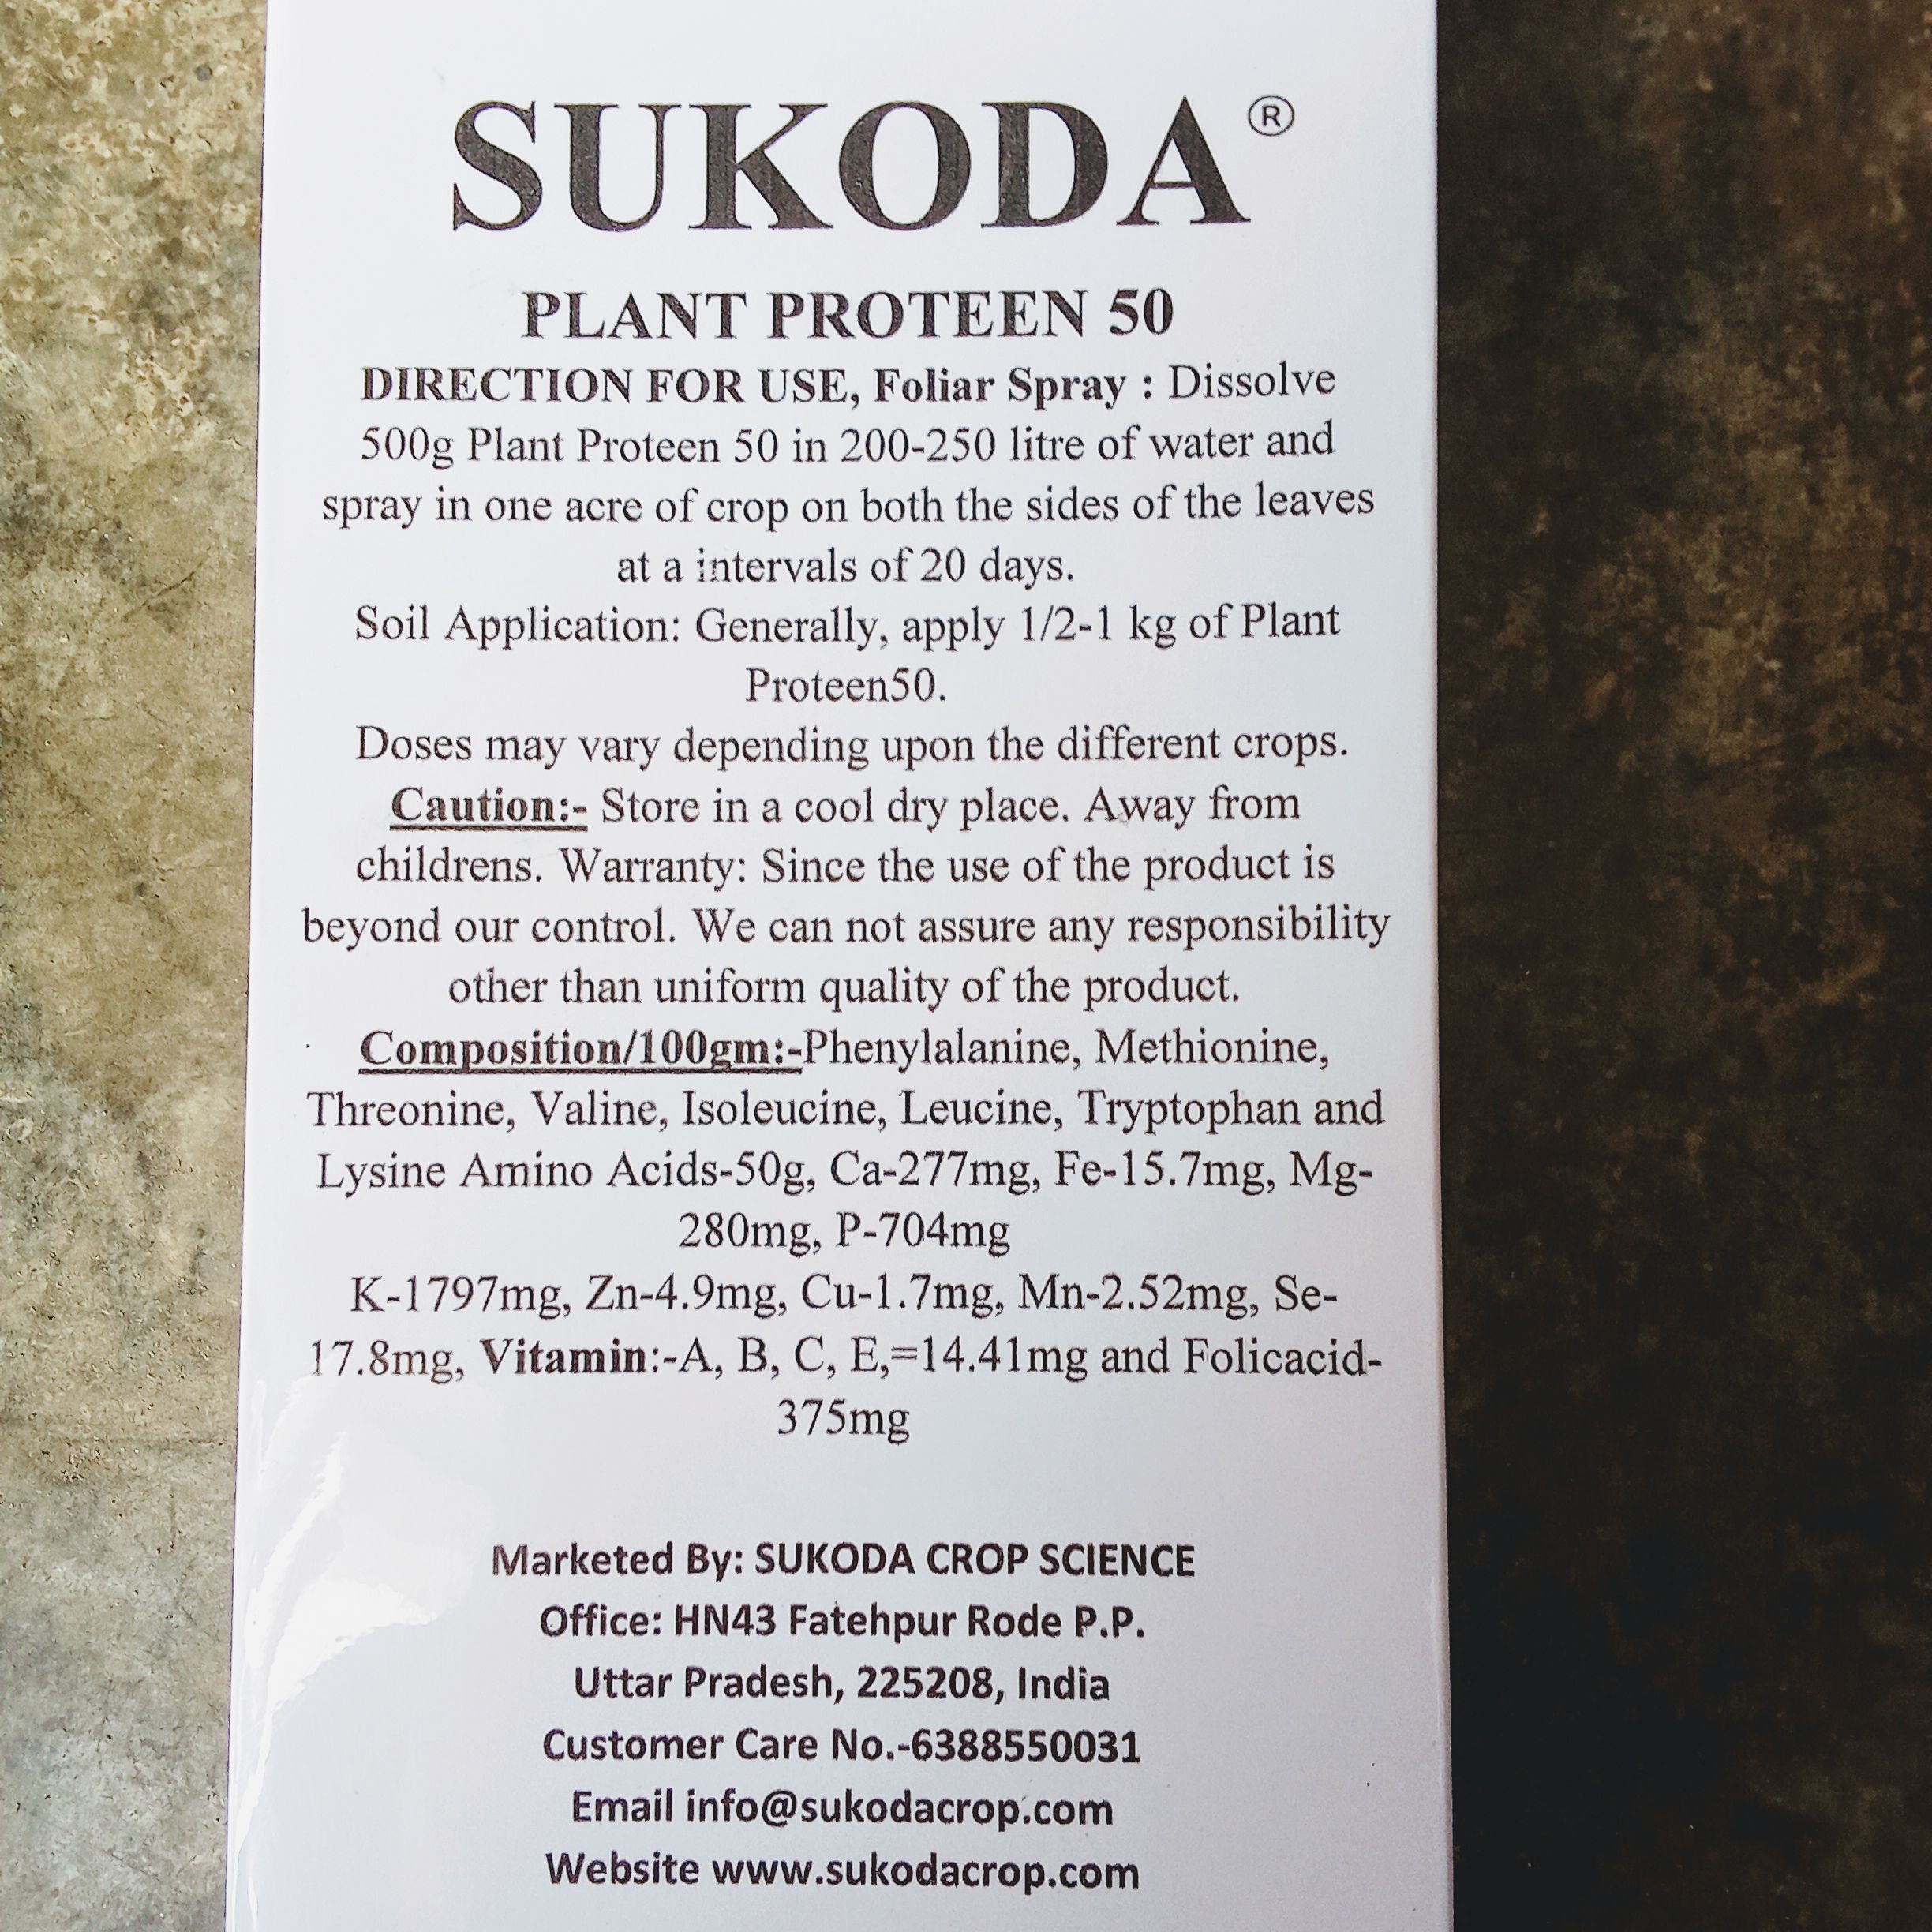 SUKODA®
PLANT PROTEEN 50
DIRECTION FOR USE, Foliar Spray : Dissolve
500g Plant Proteen 50 in 200-250 litre of water and
spray in one acre of crop on both the sides of the leaves
at a intervals of 20 days.
Soil Application: Generally, apply 1/2-1 kg of Plant
Proteen50.
Doses may vary depending upon the different crops.
Caution:- Store in a cool dry place. Away from
childrens. Warranty: Since the use of the product is
beyond our control. We can not assure any responsibility
other than uniform quality of the product.
Composition/100gm:-Phenylalanine, Methionine,
Threonine, Valine, Isoleucine, Leucine, Tryptophan and
Lysine Amino Acids-50g, Ca-277mg, Fe-15.7mg, Mg-
280mg, P-704mg
K-1797mg, Zn-4.9mg, Cu-1.7mg, Mn-2.52mg, Se-
17.8mg, Vitamin:-A, B, C, E,=14.41mg and Folicacid-
375mg
Marketed By: SUKODA CROP SCIENCE
Office: HN43 Fatehpur Rode P.P.
Uttar Pradesh, 225208, India
Customer Care No.-6388550031
Email info@sukodacrop.com
Website www.sukodacrop.com